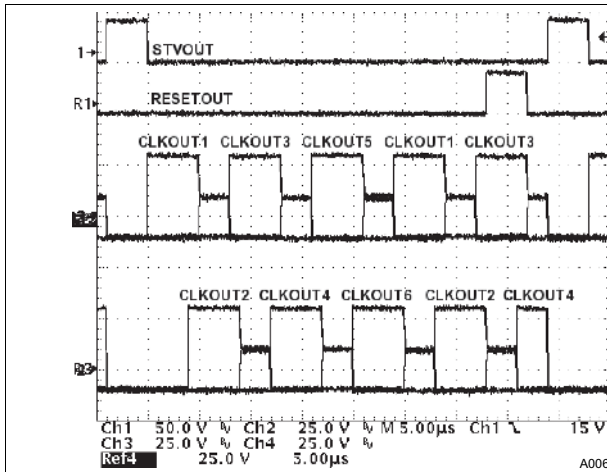 1
STVOUT
R1
RESETOUT
CLKOUT1 CLKOUT3 CLKOUT5 CLKOUT1 CLKOUT3
CLKOUT2 CLKOUT4 CLKOUT6 CLKOUT2 CLKOUT4
Ch1 50.0 V Ch2 25.0 V M 5.00µs Ch1 15 V
Ch3 25.0 V Ch4 25.0 V
Ref4 25.0 V 5.00µs
A006